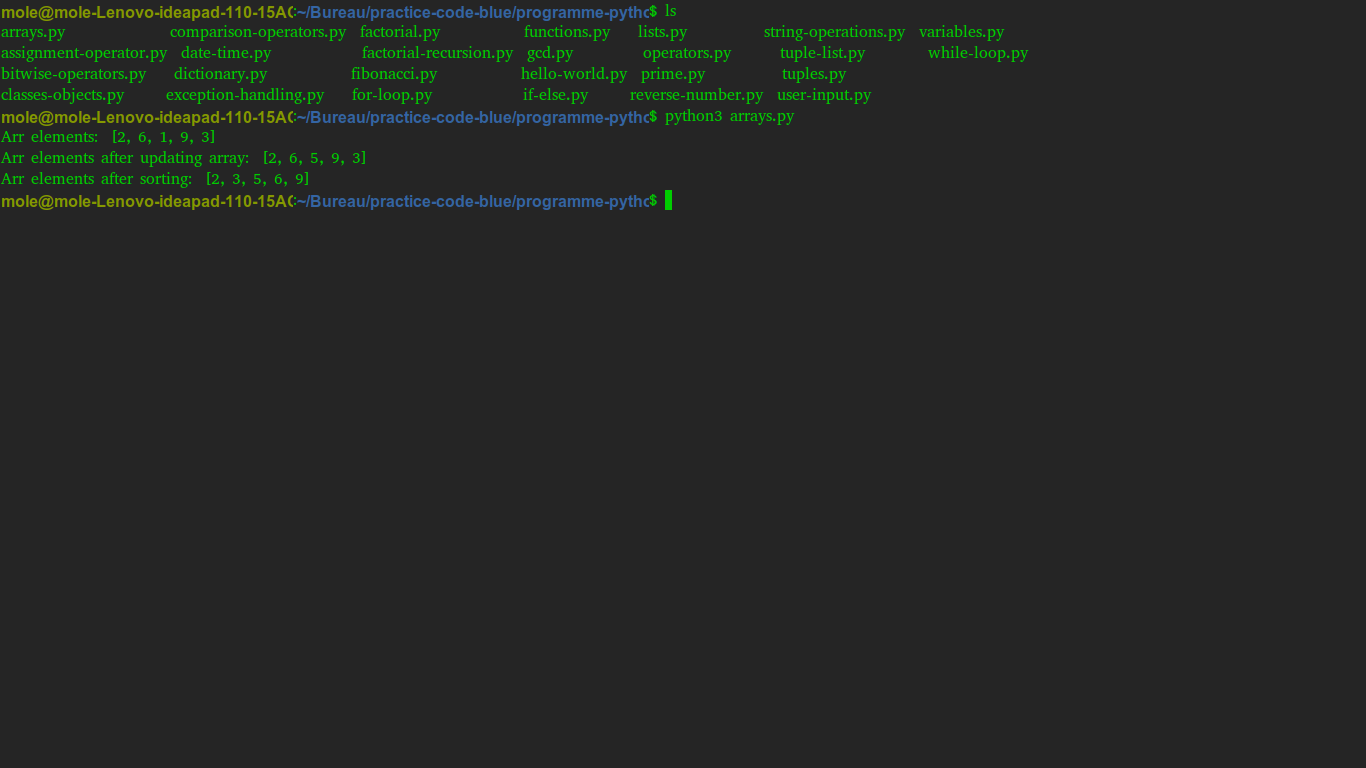 mole@mole-Lenovo-ideapad-110-15AC:~/Bureau/practice-code-blue/programme-pytho$ ls
arrays.py comparison-operators.py factorial.py functions.py lists.py string-operations.py variables.py
assignment-operator.py date-time.py factorial-recursion.py gcd.py operators.py tuple-list.py while-loop.py
bitwise-operators.py dictionary.py fibonacci.py hello-world.py prime.py tuples.py
classes-objects.py exception-handling.py for-loop.py if-else.py reverse-number.py user-input.py
mole@mole-Lenovo-ideapad-110-15AC:~/Bureau/practice-code-blue/programme-pytho$ python3 arrays.py
Arr elements: [2, 6, 1, 9, 3]
Arr elements after updating array: [2, 6, 5, 9, 3]
Arr elements after sorting: [2, 3, 5, 6, 9]
mole@mole-Lenovo-ideapad-110-15AC:~/Bureau/practice-code-blue/programme-pytho$